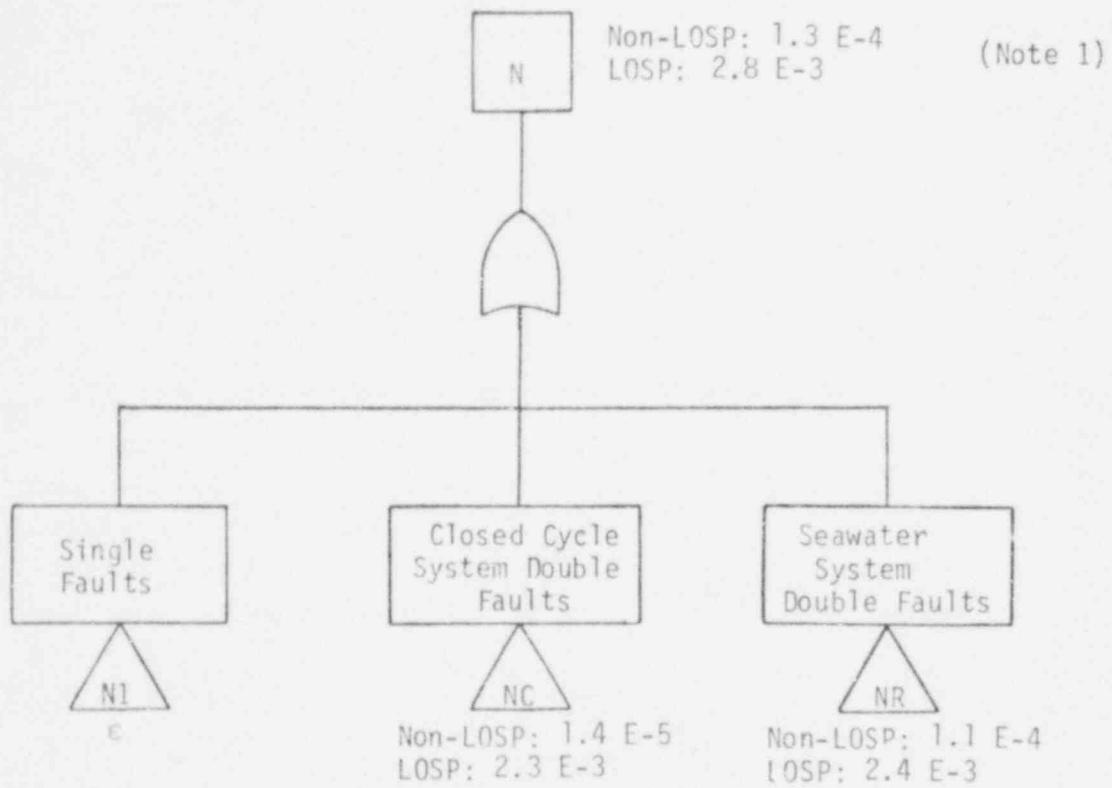 N
Non-LOSP: 1.3 E-4
LOSP: 2.8 E-3
(Note 1)
Single
Faults
N1
ε
Closed Cycle
System Double
Faults
NC
Non-LOSP: 1.4 E-5
LOSP: 2.3 E-3
Seawater
System
Double Faults
NR
Non-LOSP: 1.1 E-4
LOSP: 2.4 E-3